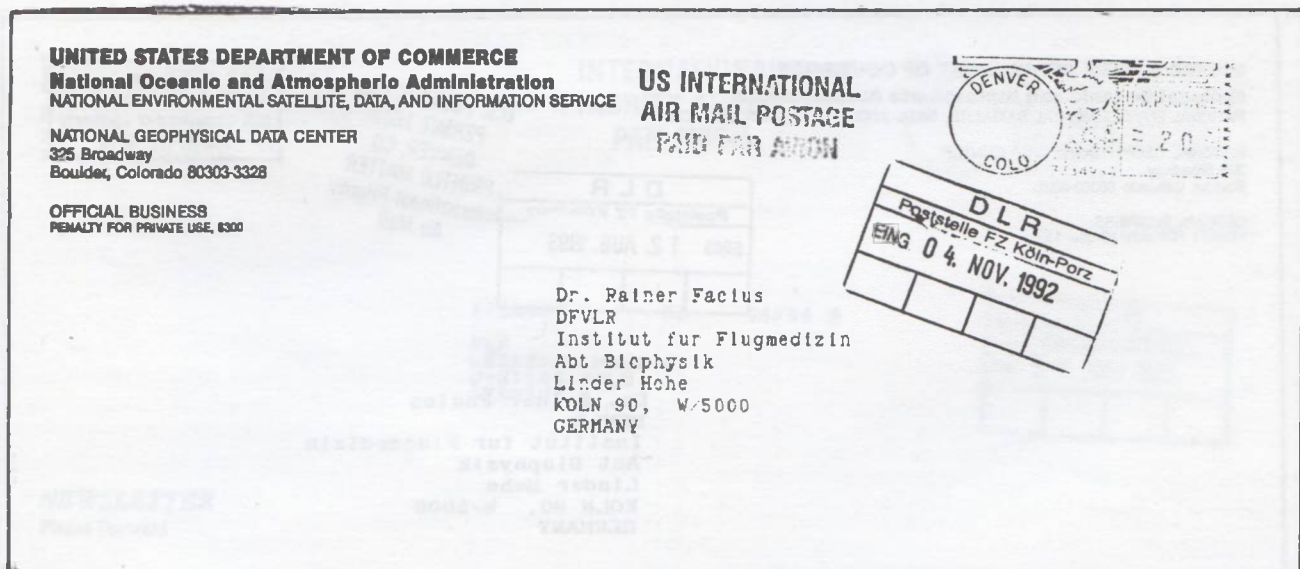 UNITED STATES DEPARTMENT OF COMMERCE
National Oceanic and Atmospheric Administration
NATIONAL ENVIRONMENTAL SATELLITE, DATA, AND INFORMATION SERVICE
NATIONAL GEOPHYSICAL DATA CENTER
325 Broadway
Boulder, Colorado 80303-3328
OFFICIAL BUSINESS
PENALTY FOR PRIVATE USE, $300
US INTERNATIONAL
AIR MAIL POSTAGE
PAID PAR AVION
DENVER
COLO
DLR
Poststelle FZ Köln-Porz
EING 04. NOV. 1992
Dr. Rainer Facius
DFVLR
Institut fur Flugmedizin
Abt Biophysik
Linder Hohe
KOLN 90, W/5000
GERMANY